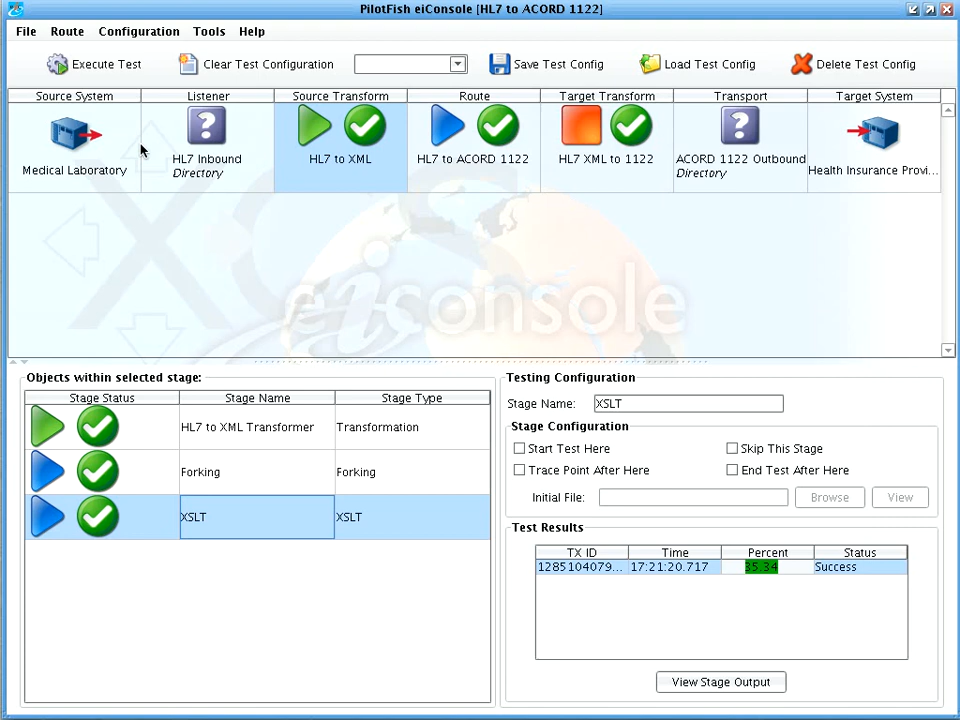 PilotFish eiConsole [HL7 to ACORD 1122]
File Route Configuration Tools Help
Execute Test Clear Test Configuration Save Test Config Load Test Config Delete Test Config
Source System Listener Source Transform Route Target Transform Transport Target System
Medical Laboratory
HL7 Inbound
Directory
HL7 to XML
HL7 to ACORD 1122
HL7 XML to 1122
ACORD 1122 Outbound
Directory
Health Insurance Provi...
eiconsole
Objects within selected stage:
Stage Status Stage Name Stage Type
HL7 to XML Transformer Transformation
Forking Forking
XSLT XSLT
Testing Configuration
Stage Name: XSLT
Stage Configuration
Start Test Here Skip This Stage
Trace Point After Here End Test After Here
Initial File: Browse View
Test Results
TX ID Time Percent Status
1285104079... 17:21:20.717 35.34 Success
View Stage Output